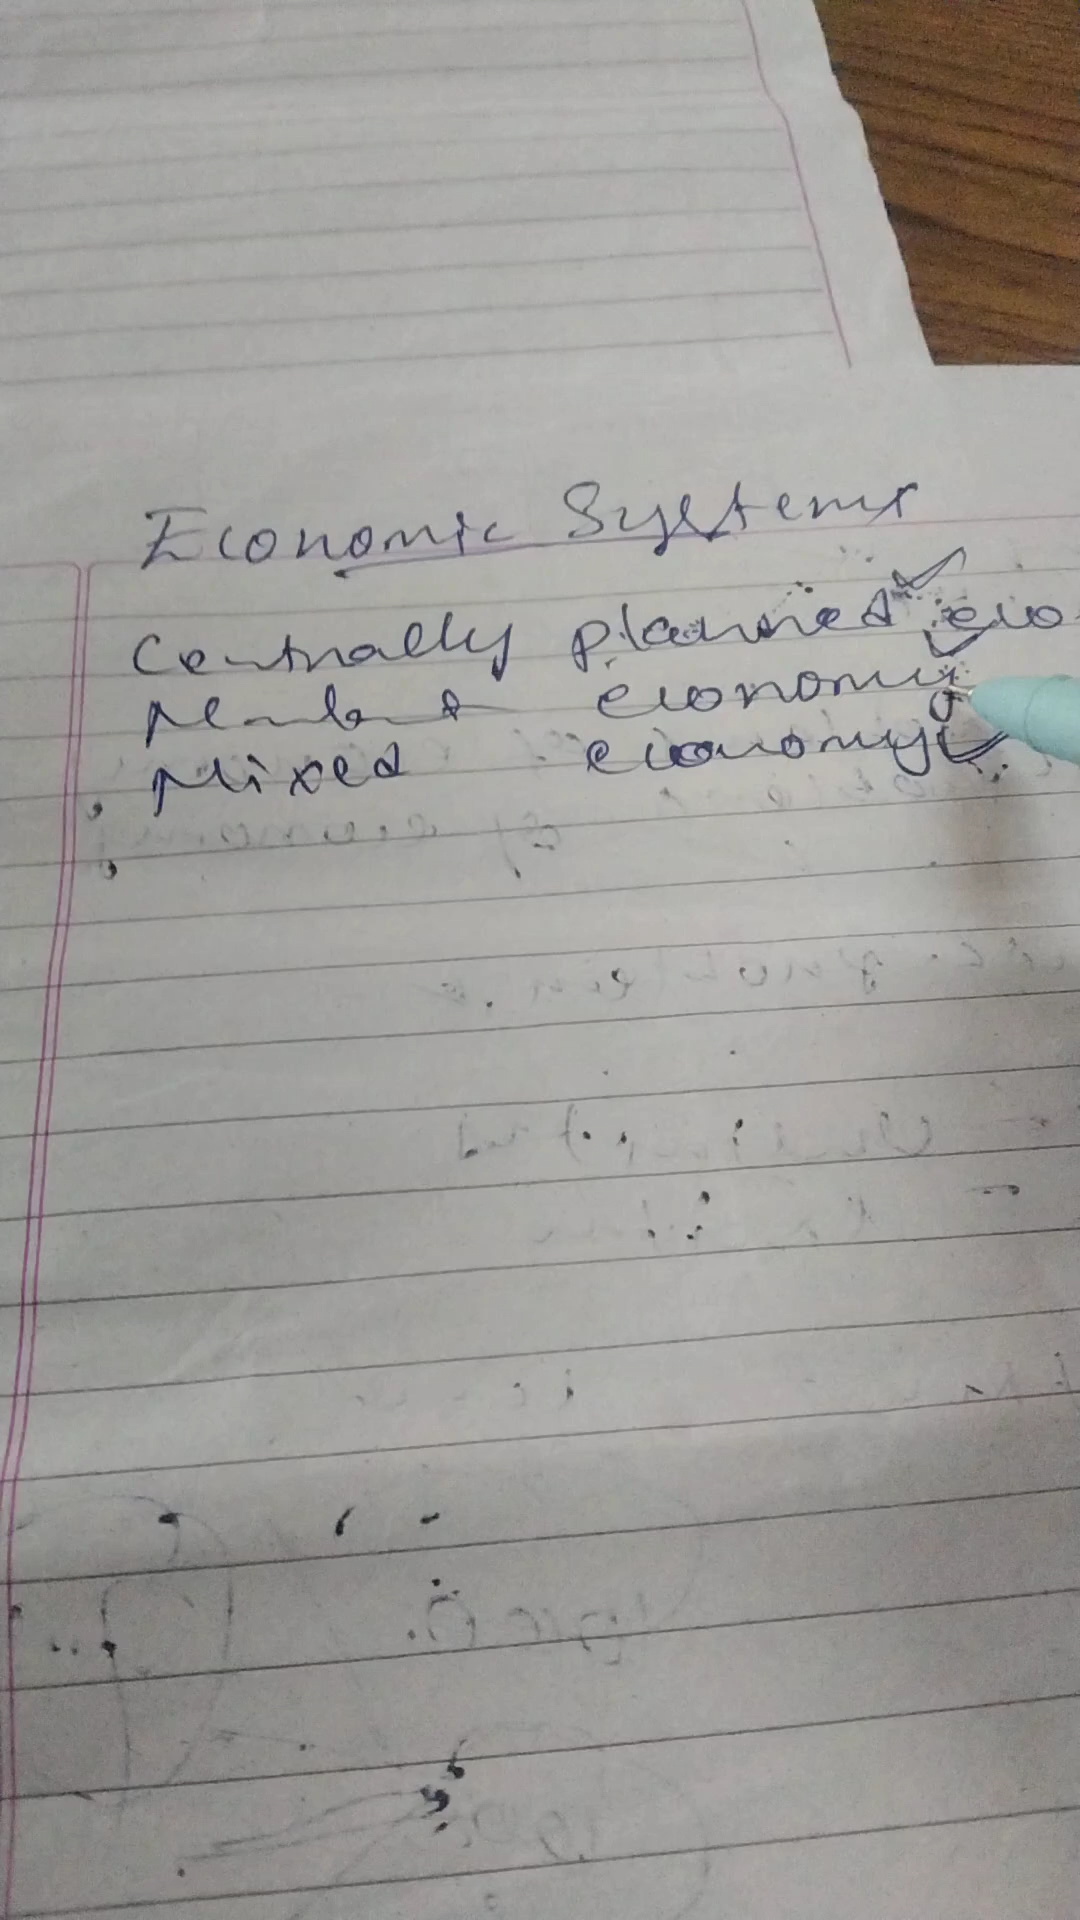 Economic Systems
Centrally planned eco
Market economy
Mixed economy